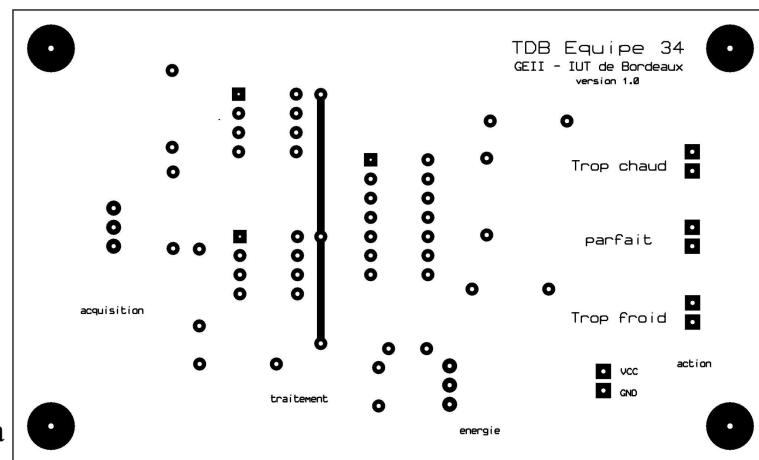 TDB Equipe 34
GEII - IUT de Bordeaux
version 1.0
Trop chaud
parfait
acquisition
Trop froid
action
VCC
GND
traitement
energie